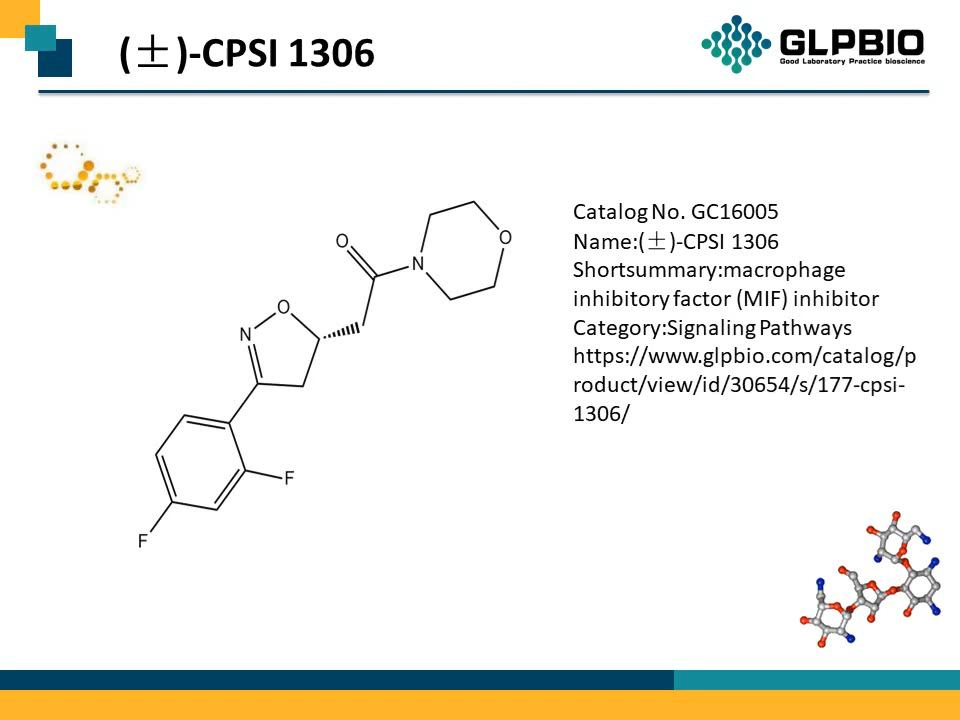 (±)-CPSI 1306
GLPBIO
Good Laboratory Practice bioscience
Catalog No. GC16005
Name:(±)-CPSI 1306
Shortsummary:macrophage
inhibitory factor (MIF) inhibitor
Category:Signaling Pathways
https://www.glpbio.com/catalog/p
roduct/view/id/30654/s/177-cpsi-
1306/
O
O
N
O
N
F
F